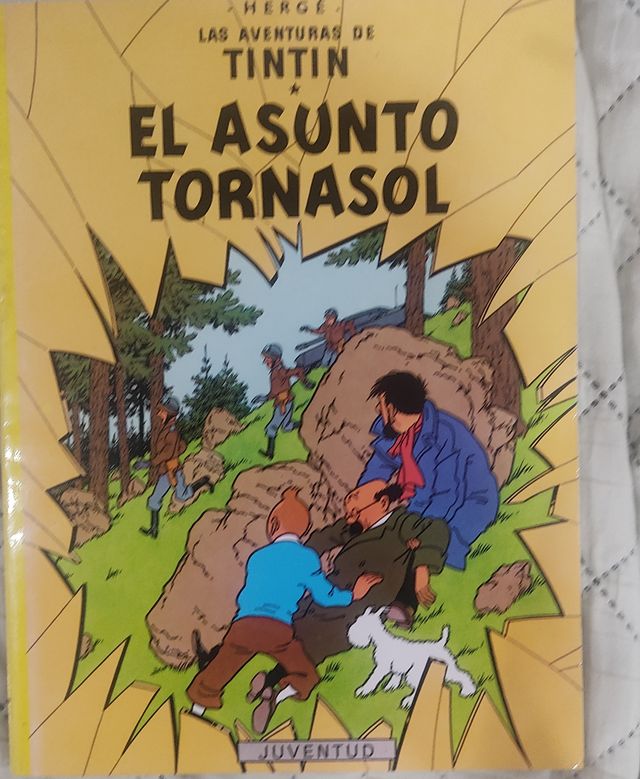 - HERGÉ -
LAS AVENTURAS DE
TINTIN
*
EL ASUNTO
TORNASOL
JUVENTUD